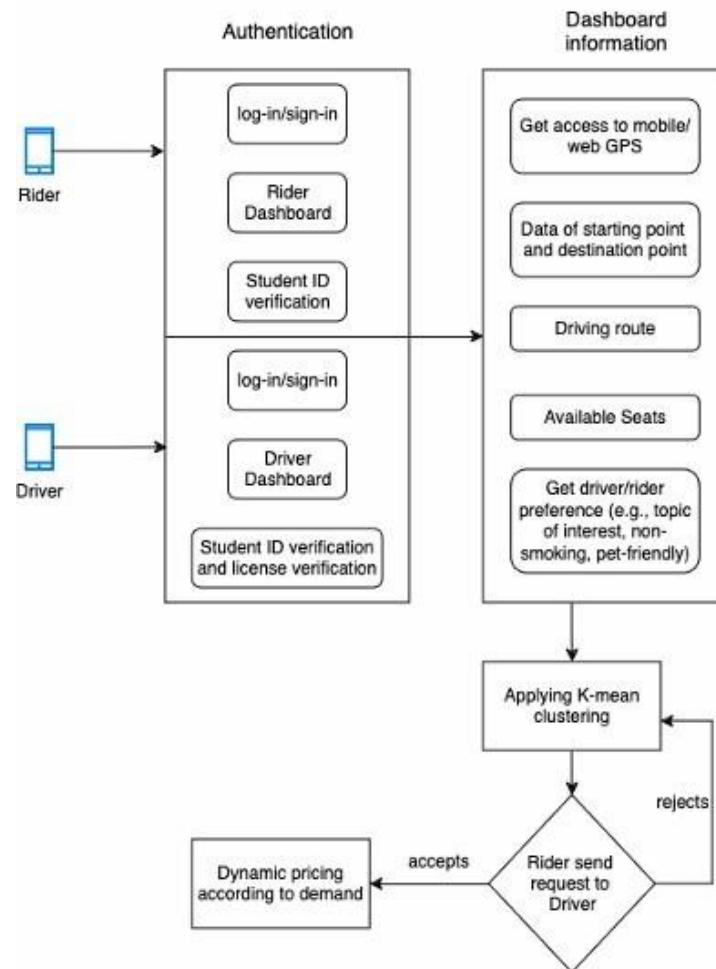 Authentication
Dashboard
information
log-in/sign-in
Rider
Rider
Dashboard
Student ID
verification
log-in/sign-in
Driver
Driver
Dashboard
Student ID verification
and license verification
Get access to mobile/
web GPS
Data of starting point
and destination point
Driving route
Available Seats
Get driver/rider
preference (e.g., topic
of interest, non-
smoking, pet-friendly)
Applying K-mean
clustering
rejects
Rider send
request to
Driver
accepts
Dynamic pricing
according to demand